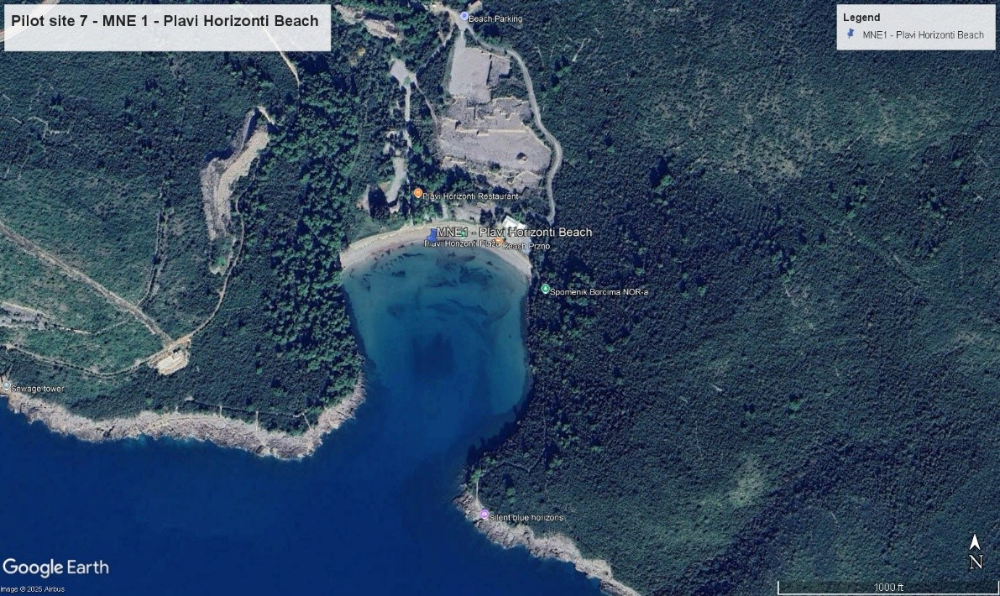 Pilot site 7 - MNE 1 - Plavi Horizonti Beach
Legend
MNE1 - Plavi Horizonti Beach
Beach Parking
Plavi Horizonti Restaurant
MNE1 - Plavi Horizonti Beach
Plavi Horizonti Plaža
Beach Przno
Spomenik Borcima NOR-a
Sewage tower
Silent blue horizons
N
Google Earth
Image © 2025 Airbus
1000 ft